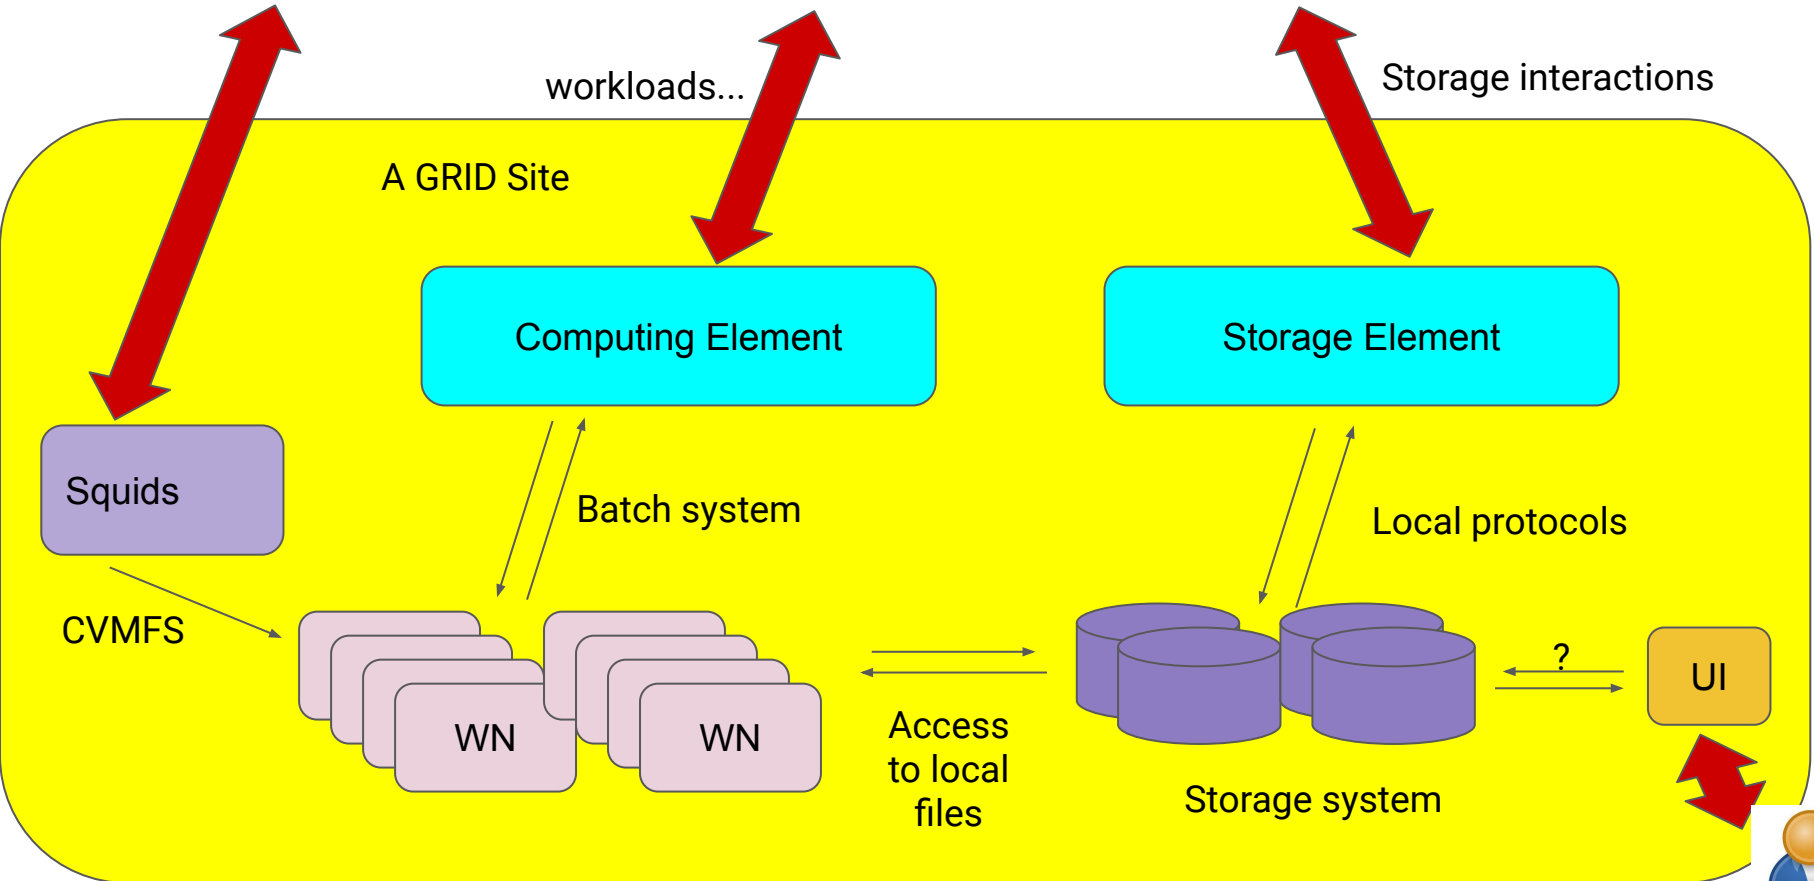 workloads...
Storage interactions
A GRID Site
Computing Element
Storage Element
Squids
Batch system
Local protocols
CVMFS
?
UI
WN
WN
Access
to local
files
Storage system